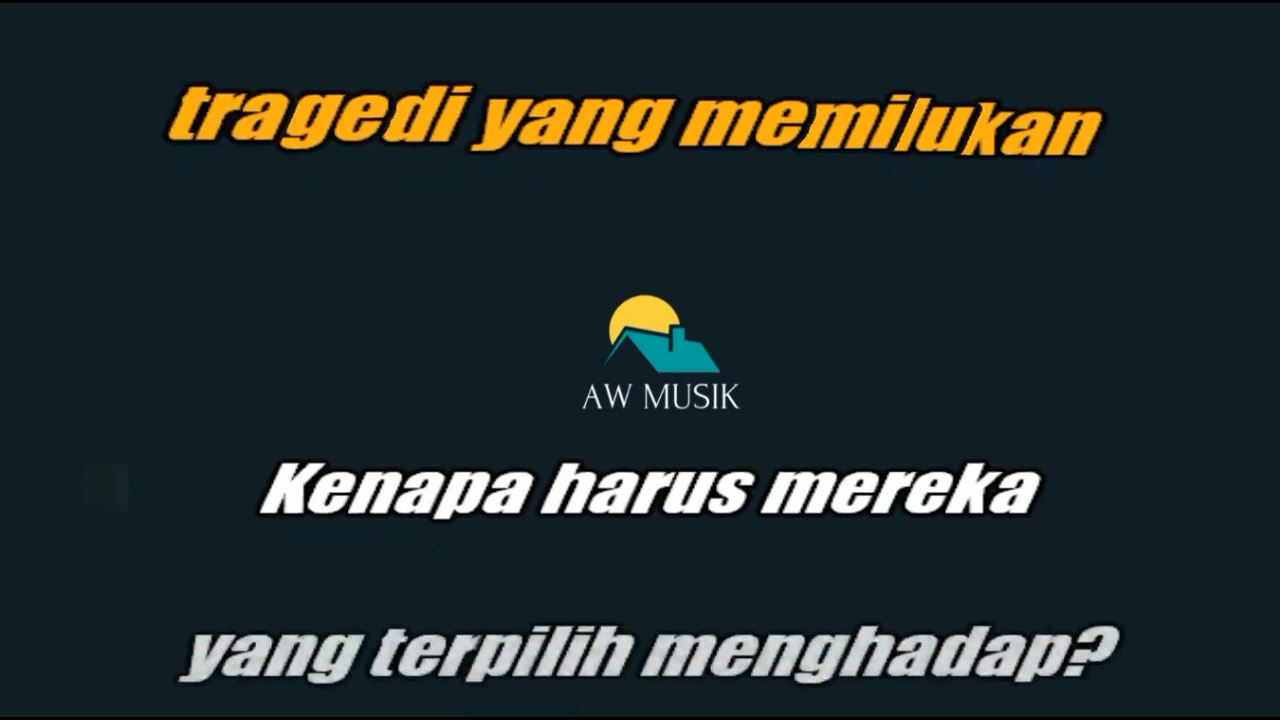 tragedi yang memilukan
AW MUSIK
Kenapa harus mereka
yang terpilih menghadap?